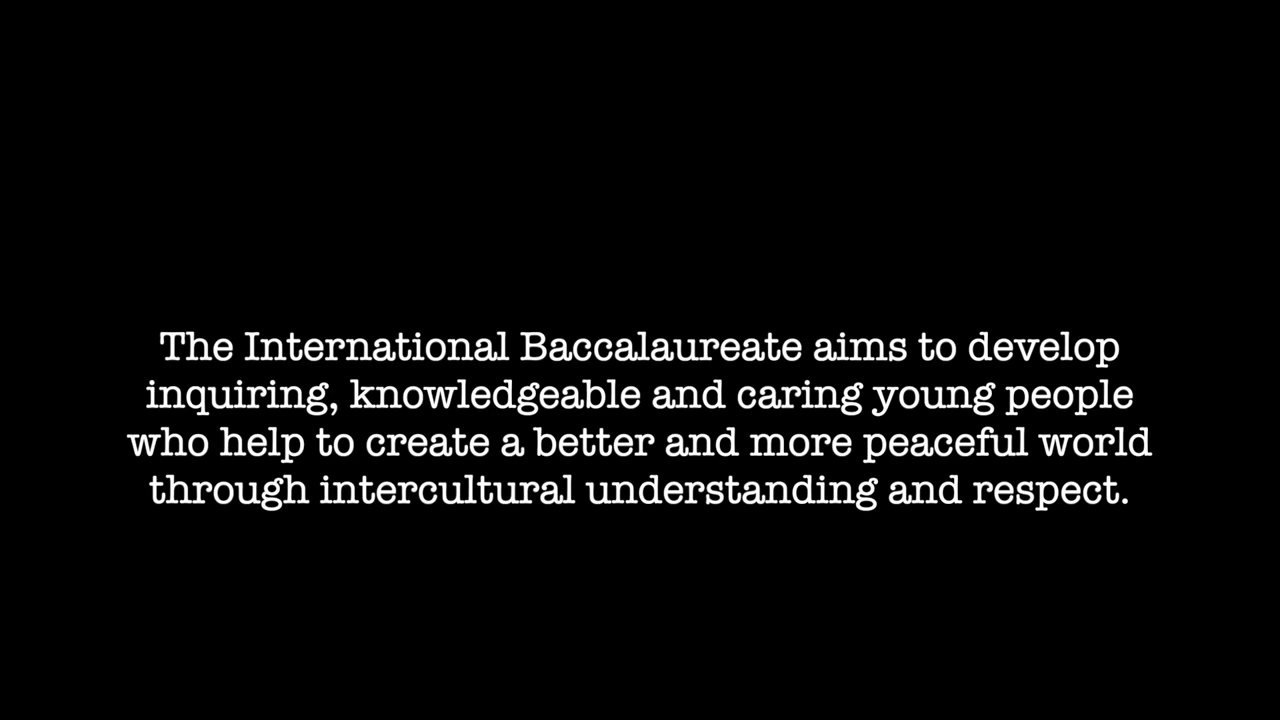 The International Baccalaureate aims to develop
inquiring, knowledgeable and caring young people
who help to create a better and more peaceful world
through intercultural understanding and respect.